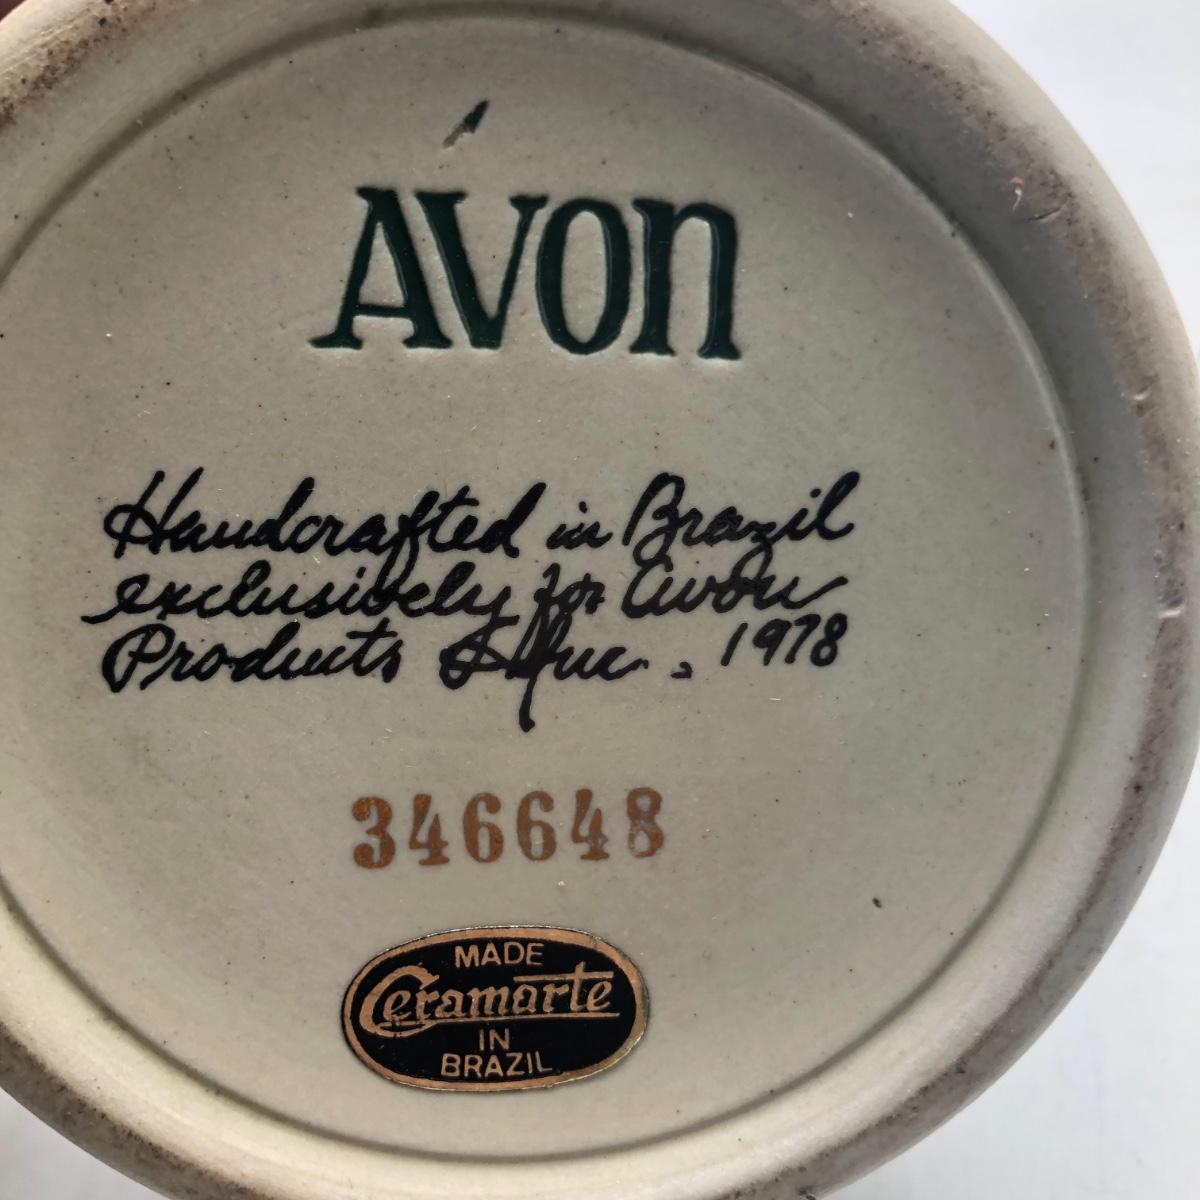 AVON
Handcrafted in Brazil
exclusively for Avon
Products Inc., 1978
346648
MADE
Ceramarte
IN
BRAZIL